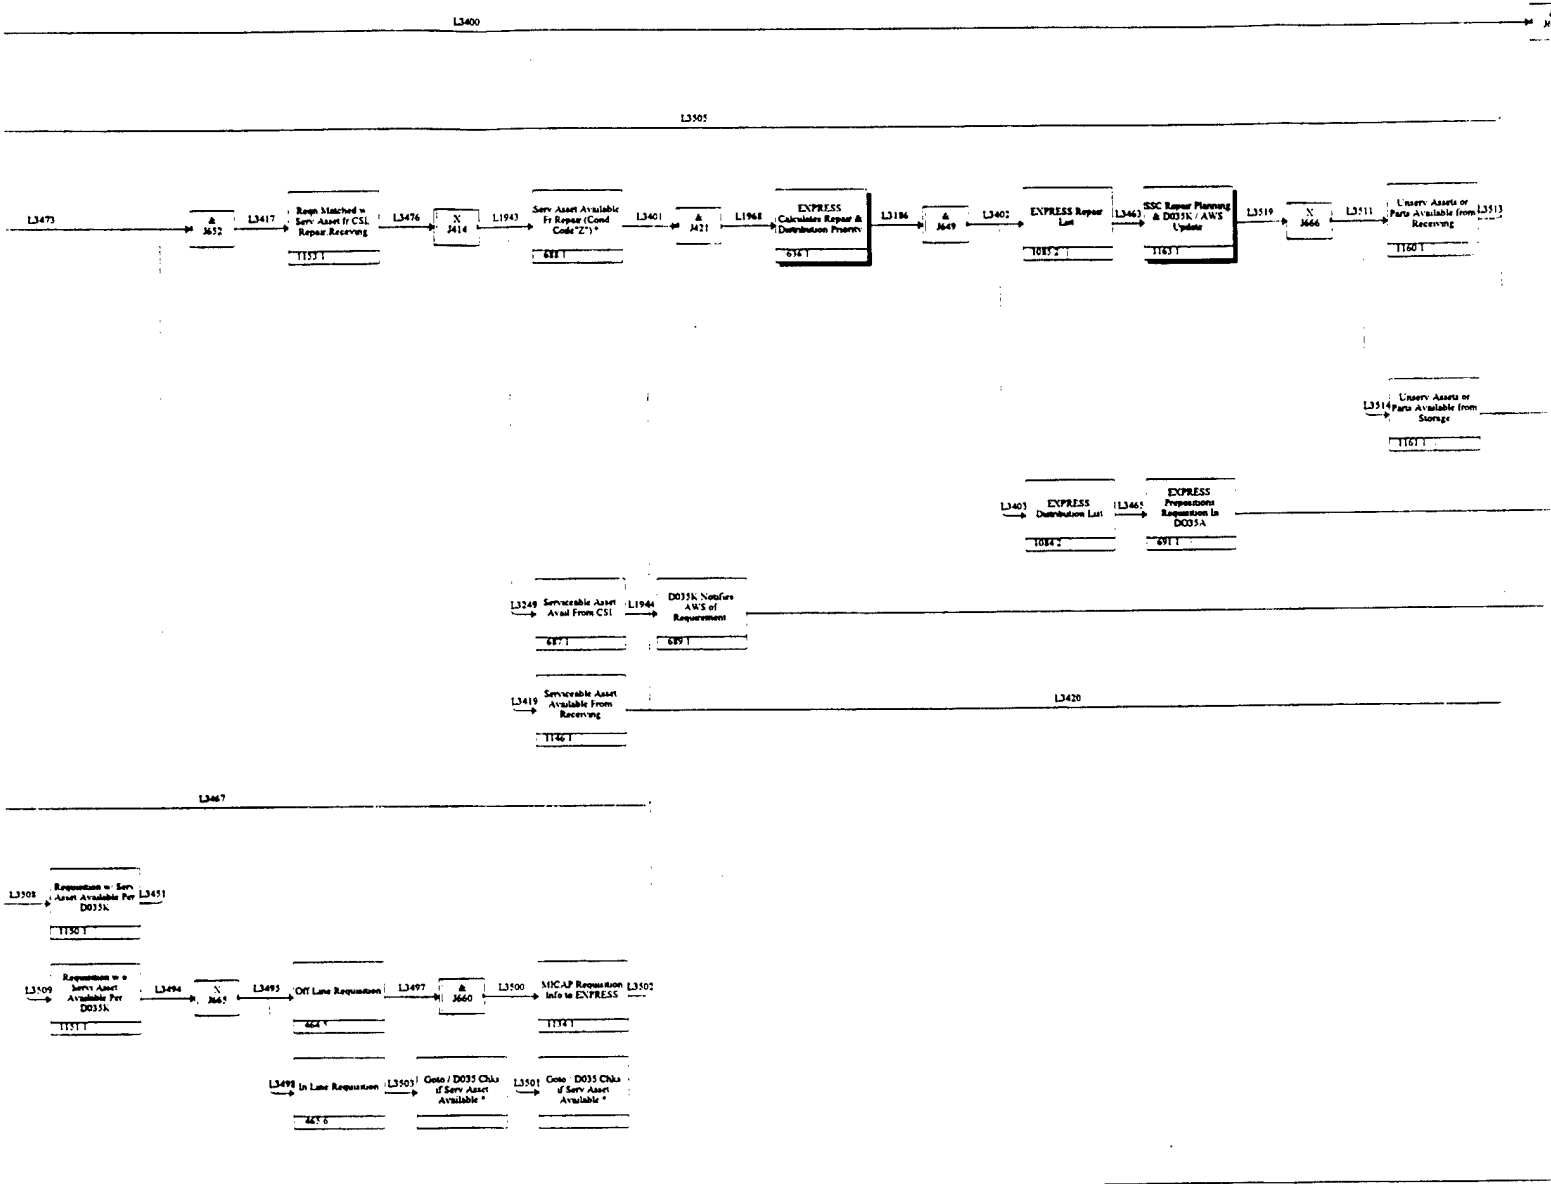 L3400
L3505
L3473
&
J652
L3417
Reqn Matched w
Serv Asset fr CSI,
Repair,Receiving
1153.1
L3476
X
J414
L1943
Serv Asset Available
Fr Repair (Cond
Code"Z") *
688.1
L3401
&
J421
L1968
EXPRESS
Calculates Repair &
Distribution Priority
636.1
L3186
&
J649
L3402
EXPRESS Repair
List
1085.2
L3463
SSC Repair Planning
& D035K / AWS
Update
1163.1
L3519
X
J666
L3511
Unserv Assets or
Parts Available from
Receiving
1160.1
L3513
L3514
Unserv Assets or
Parts Available from
Storage
1161.1
L3403
EXPRESS
Distribution List
1084.2
L3465
EXPRESS
Prepositions
Requisition In
DO35A
691.1
L3249
Serviceable Asset
Avail From CSI
687.1
L1944
D035K Notifies
AWS of
Requirement
689.1
L3419
Serviceable Asset
Available From
Receiving
1146.1
L3420
L3467
L3508
Requisition w/ Serv
Asset Available Per
D035K
1150.1
L3451
L3509
Requisition w/o
Serv Asset
Available Per
D035K
1151.1
L3494
X
J665
L3495
Off Line Requisition
464.5
L3497
&
J660
L3500
MICAP Requisition
Info to EXPRESS
1134.1
L3502
L3498
In Line Requisition
465.6
L3503
Goto / D035 Chks
if Serv Asset
Available *
L3501
Goto / D035 Chks
if Serv Asset
Available *